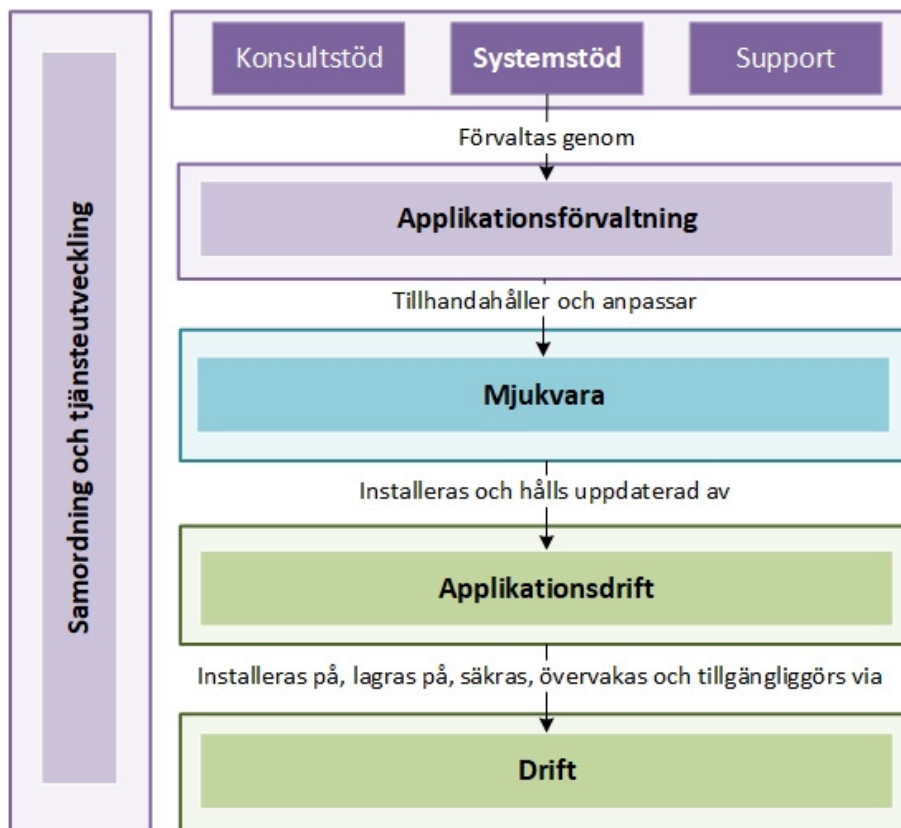 Samordning och tjänsteutveckling
Konsultstöd
Systemstöd
Support
Förvaltas genom
Applikationsförvaltning
Tillhandahåller och anpassar
Mjukvara
Installeras och hålls uppdaterad av
Applikationsdrift
Installeras på, lagras på, säkras, övervakas och tillgängliggörs via
Drift